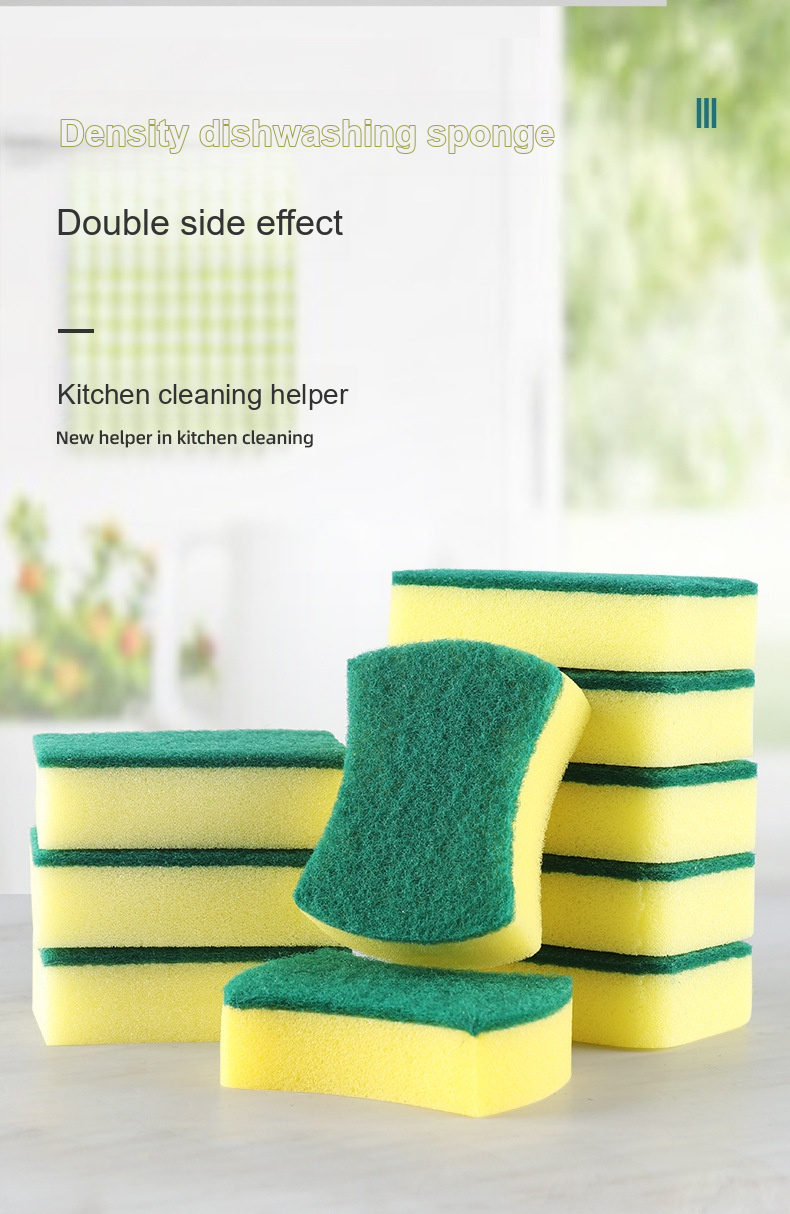 Density dishwashing sponge
Double side effect
Kitchen cleaning helper
New helper in kitchen cleaning